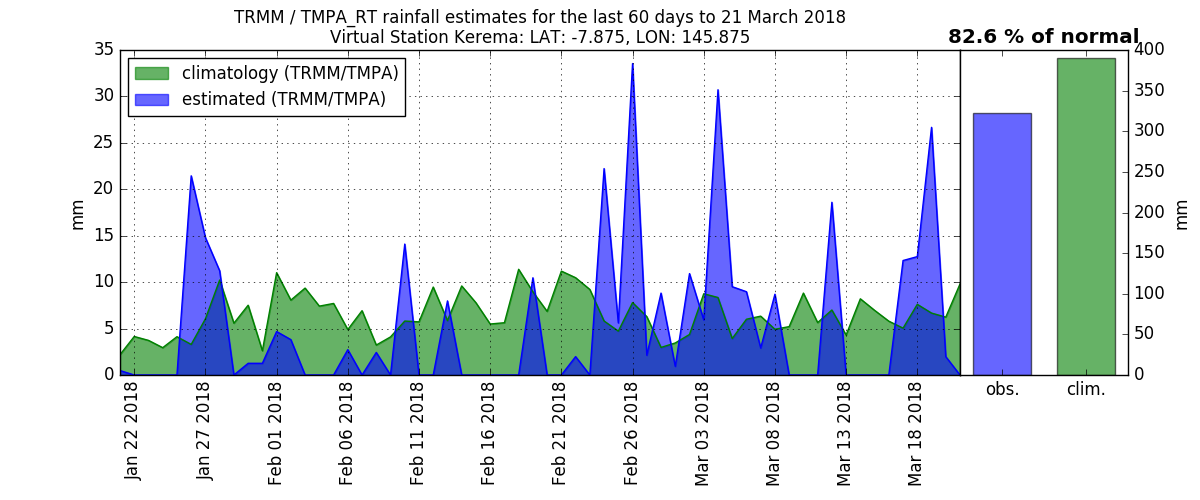 TRMM / TMPA_RT rainfall estimates for the last 60 days to 21 March 2018
Virtual Station Kerema: LAT: -7.875, LON: 145.875
82.6 % of normal
climatology (TRMM/TMPA)
estimated (TRMM/TMPA)
mm
35
30
25
20
15
10
5
0
Jan 22 2018
Jan 27 2018
Feb 01 2018
Feb 06 2018
Feb 11 2018
Feb 16 2018
Feb 21 2018
Feb 26 2018
Mar 03 2018
Mar 08 2018
Mar 13 2018
Mar 18 2018
obs.
clim.
400
350
300
250
200
150
100
50
0
mm